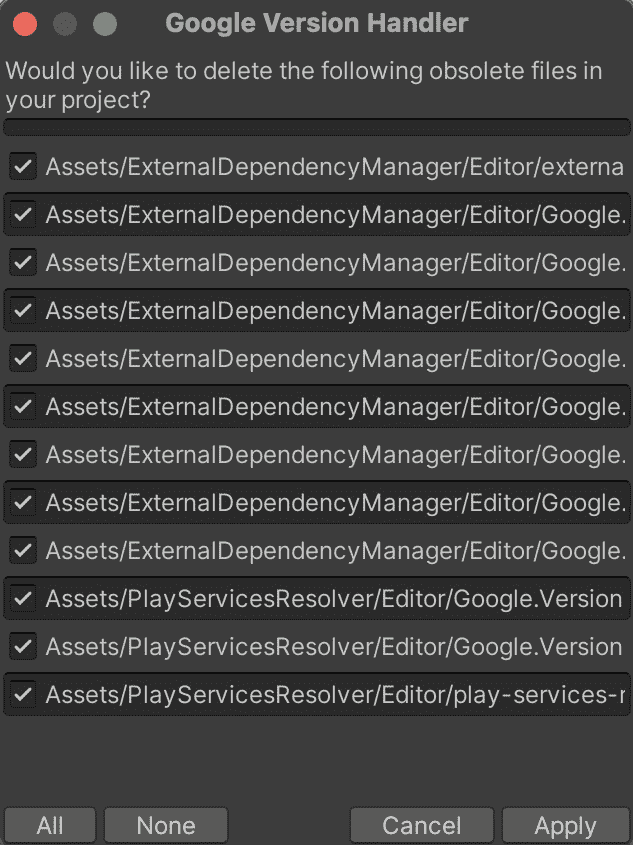 Google Version Handler
Would you like to delete the following obsolete files in
your project?
Assets/ExternalDependencyManager/Editor/externa
Assets/ExternalDependencyManager/Editor/Google.
Assets/ExternalDependencyManager/Editor/Google.
Assets/ExternalDependencyManager/Editor/Google.
Assets/ExternalDependencyManager/Editor/Google.
Assets/ExternalDependencyManager/Editor/Google.
Assets/ExternalDependencyManager/Editor/Google.
Assets/ExternalDependencyManager/Editor/Google.
Assets/ExternalDependencyManager/Editor/Google.
Assets/PlayServicesResolver/Editor/Google.Version
Assets/PlayServicesResolver/Editor/Google.Version
Assets/PlayServicesResolver/Editor/play-services-r
All None Cancel Apply